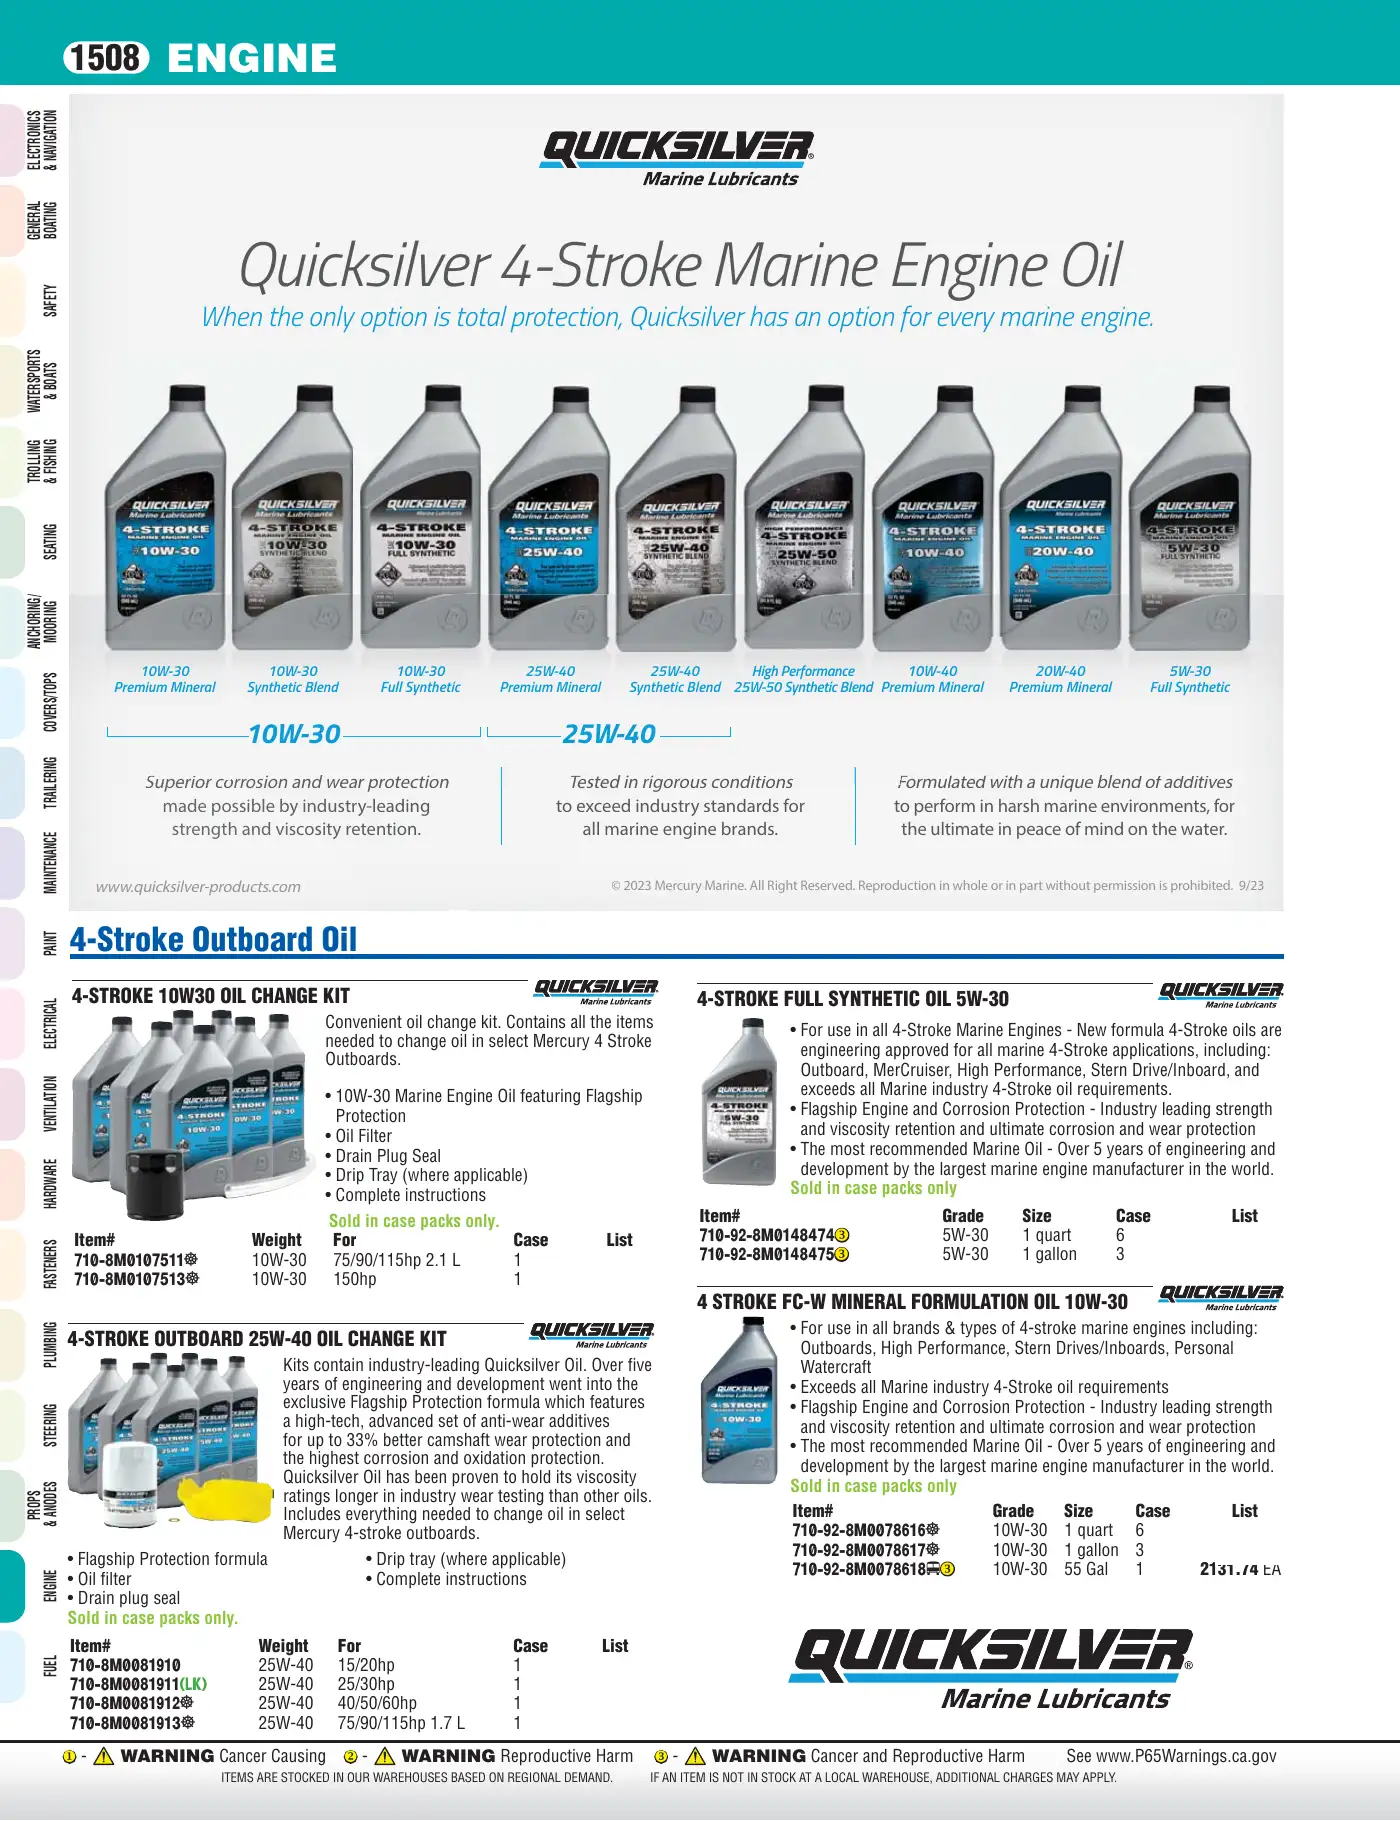 1508 ENGINE
ELECTRONICS
& NAVIGATION
GENERAL
BOATING
SAFETY
WATERSPORTS
& BOATS
TROLLING
& FISHING
SEATING
ANCHORING/
MOORING
COVERS/TOPS
TRAILERING
MAINTENANCE
PAINT
ELECTRICAL
VENTILATION
HARDWARE
FASTENERS
PLUMBING
STEERING
PROPS
& ANODES
ENGINE
FUEL
QUICKSILVER®
Marine Lubricants
Quicksilver 4-Stroke Marine Engine Oil
When the only option is total protection, Quicksilver has an option for every marine engine.
10W-30 Premium Mineral
10W-30 Synthetic Blend
10W-30 Full Synthetic
25W-40 Premium Mineral
25W-40 Synthetic Blend
High Performance 25W-50 Synthetic Blend
10W-40 Premium Mineral
20W-40 Premium Mineral
5W-30 Full Synthetic
10W-30
25W-40
Superior corrosion and wear protection
made possible by industry-leading
strength and viscosity retention.
Tested in rigorous conditions
to exceed industry standards for
all marine engine brands.
Formulated with a unique blend of additives
to perform in harsh marine environments, for
the ultimate in peace of mind on the water.
www.quicksilver-products.com
© 2023 Mercury Marine. All Right Reserved. Reproduction in whole or in part without permission is prohibited. 9/23
4-Stroke Outboard Oil
4-STROKE 10W30 OIL CHANGE KIT
QUICKSILVER
Marine Lubricants
Convenient oil change kit. Contains all the items
needed to change oil in select Mercury 4 Stroke
Outboards.
• 10W-30 Marine Engine Oil featuring Flagship
Protection
• Oil Filter
• Drain Plug Seal
• Drip Tray (where applicable)
• Complete instructions
Sold in case packs only.
Item# Weight For Case List
710-8M0107511 10W-30 75/90/115hp 2.1 L 1
710-8M0107513 10W-30 150hp 1
4-STROKE OUTBOARD 25W-40 OIL CHANGE KIT
QUICKSILVER
Marine Lubricants
Kits contain industry-leading Quicksilver Oil. Over five
years of engineering and development went into the
exclusive Flagship Protection formula which features
a high-tech, advanced set of anti-wear additives
for up to 33% better camshaft wear protection and
the highest corrosion and oxidation protection.
Quicksilver Oil has been proven to hold its viscosity
ratings longer in industry wear testing than other oils.
Includes everything needed to change oil in select
Mercury 4-stroke outboards.
• Flagship Protection formula
• Oil filter
• Drain plug seal
• Drip tray (where applicable)
• Complete instructions
Sold in case packs only.
Item# Weight For Case List
710-8M0081910 25W-40 15/20hp 1
710-8M0081911(LK) 25W-40 25/30hp 1
710-8M0081912 25W-40 40/50/60hp 1
710-8M0081913 25W-40 75/90/115hp 1.7 L 1
4-STROKE FULL SYNTHETIC OIL 5W-30
QUICKSILVER
Marine Lubricants
• For use in all 4-Stroke Marine Engines - New formula 4-Stroke oils are
engineering approved for all marine 4-Stroke applications, including:
Outboard, MerCruiser, High Performance, Stern Drive/Inboard, and
exceeds all Marine industry 4-Stroke oil requirements.
• Flagship Engine and Corrosion Protection - Industry leading strength
and viscosity retention and ultimate corrosion and wear protection
• The most recommended Marine Oil - Over 5 years of engineering and
development by the largest marine engine manufacturer in the world.
Sold in case packs only
Item# Grade Size Case List
710-92-8M0148474 3 5W-30 1 quart 6
710-92-8M0148475 3 5W-30 1 gallon 3
4 STROKE FC-W MINERAL FORMULATION OIL 10W-30
QUICKSILVER
Marine Lubricants
• For use in all brands & types of 4-stroke marine engines including:
Outboards, High Performance, Stern Drives/Inboards, Personal
Watercraft
• Exceeds all Marine industry 4-Stroke oil requirements
• Flagship Engine and Corrosion Protection - Industry leading strength
and viscosity retention and ultimate corrosion and wear protection
• The most recommended Marine Oil - Over 5 years of engineering and
development by the largest marine engine manufacturer in the world.
Sold in case packs only
Item# Grade Size Case List
710-92-8M0078616 10W-30 1 quart 6
710-92-8M0078617 10W-30 1 gallon 3
710-92-8M0078618 3 10W-30 55 Gal 1 2131.74 EA
QUICKSILVER®
Marine Lubricants
1 - WARNING Cancer Causing 2 - WARNING Reproductive Harm 3 - WARNING Cancer and Reproductive Harm See www.P65Warnings.ca.gov
ITEMS ARE STOCKED IN OUR WAREHOUSES BASED ON REGIONAL DEMAND. IF AN ITEM IS NOT IN STOCK AT A LOCAL WAREHOUSE, ADDITIONAL CHARGES MAY APPLY.